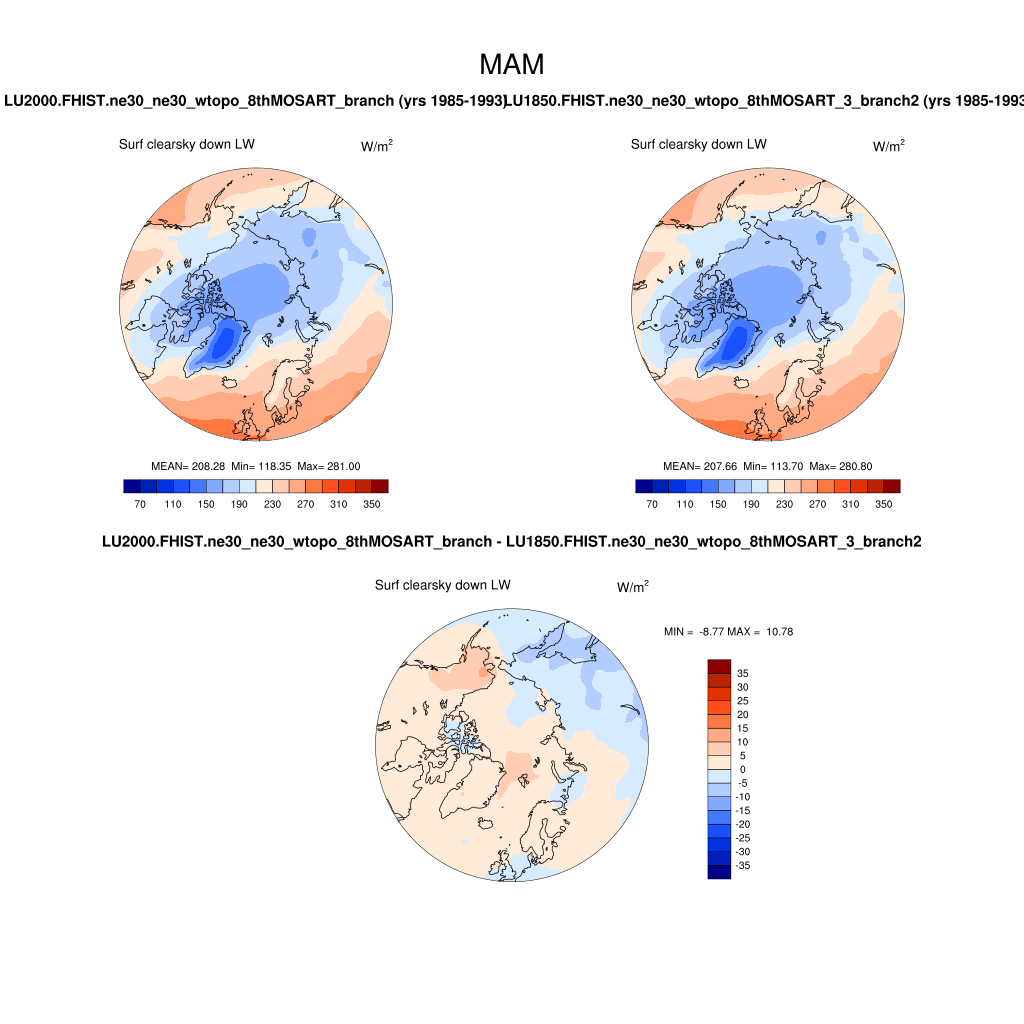 MAM
LU2000.FHIST.ne30_ne30_wtopo_8thMOSART_branch (yrs 1985-1993)
LU1850.FHIST.ne30_ne30_wtopo_8thMOSART_3_branch2 (yrs 1985-1993
Surf clearsky down LW W/m²
Surf clearsky down LW W/m²
MEAN= 208.28 Min= 118.35 Max= 281.00
MEAN= 207.66 Min= 113.70 Max= 280.80
70 110 150 190 230 270 310 350
70 110 150 190 230 270 310 350
LU2000.FHIST.ne30_ne30_wtopo_8thMOSART_branch - LU1850.FHIST.ne30_ne30_wtopo_8thMOSART_3_branch2
Surf clearsky down LW W/m²
MIN = -8.77 MAX = 10.78
35
30
25
20
15
10
5
0
-5
-10
-15
-20
-25
-30
-35